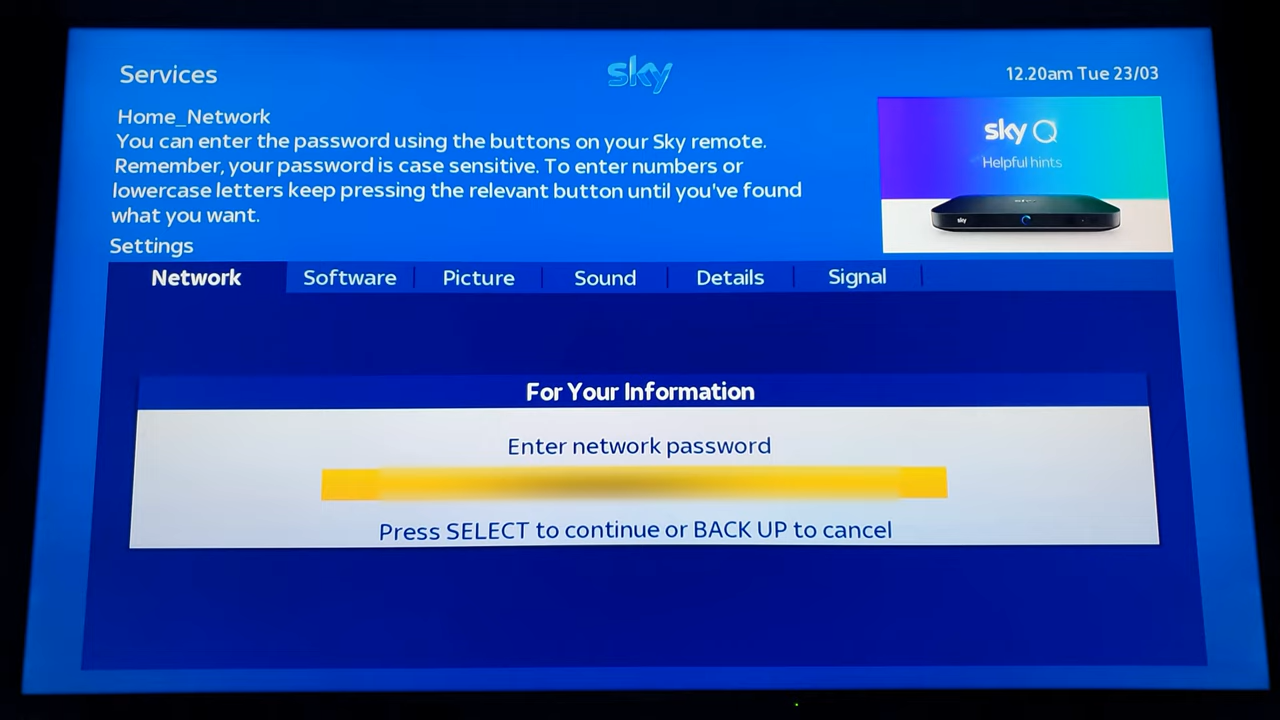 Services
sky
12.20am Tue 23/03
Home_Network
You can enter the password using the buttons on your Sky remote.
Remember, your password is case sensitive. To enter numbers or
lowercase letters keep pressing the relevant button until you've found
what you want.
sky Q
Helpful hints
sky
Settings
Network
Software
Picture
Sound
Details
Signal
For Your Information
Enter network password
Press SELECT to continue or BACK UP to cancel